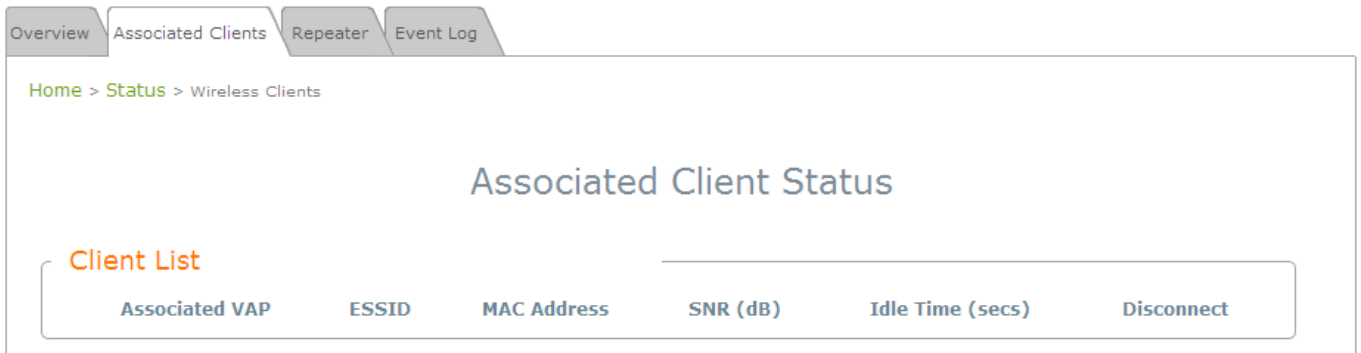 Overview Associated Clients Repeater Event Log
Home > Status > Wireless Clients
Associated Client Status
Client List
Associated VAP ESSID MAC Address SNR (dB) Idle Time (secs) Disconnect